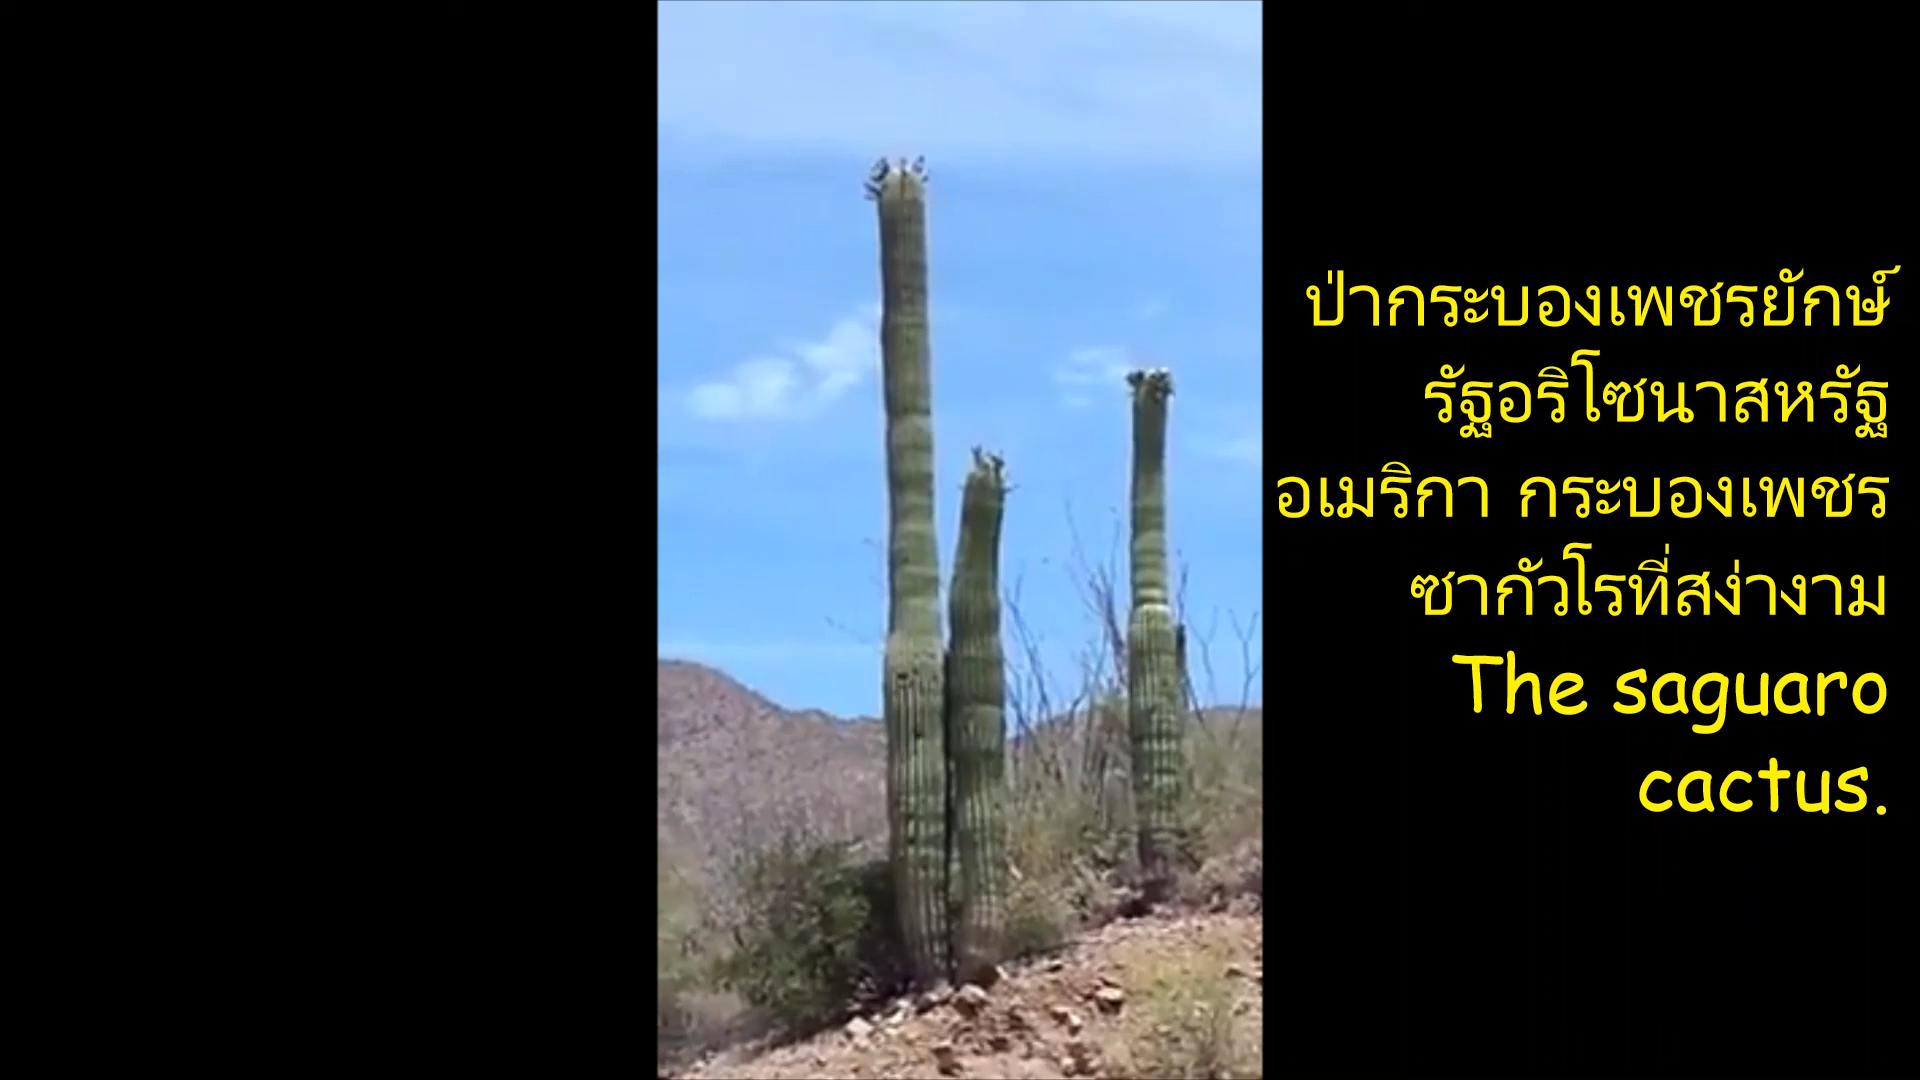 ป่ากระบองเพชรยักษ์
รัฐอริโซนาสหรัฐ
อเมริกา กระบองเพชร
ซากัวโรที่สง่างาม
The saguaro
cactus.